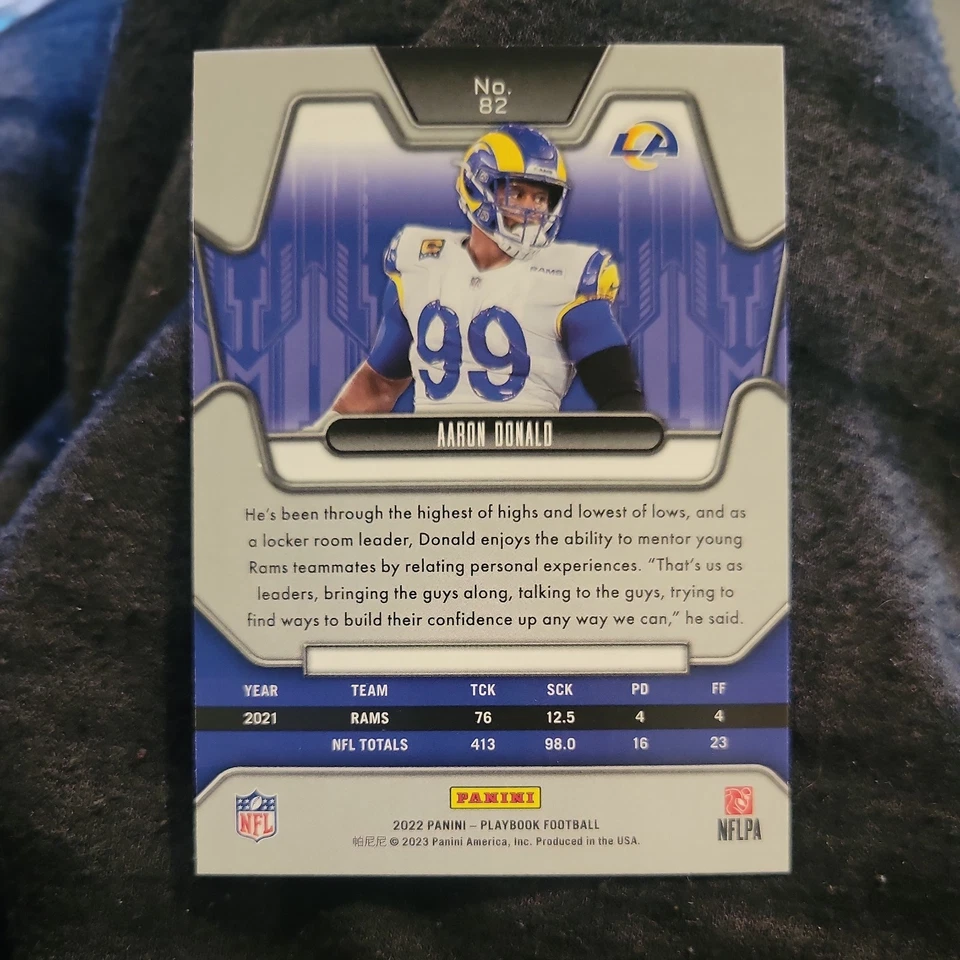 No.
82
LA
RAMS
99
AARON DONALD
He's been through the highest of highs and lowest of lows, and as
a locker room leader, Donald enjoys the ability to mentor young
Rams teammates by relating personal experiences. “That's us as
leaders, bringing the guys along, talking to the guys, trying to
find ways to build their confidence up any way we can,” he said.
YEAR TEAM TCK SCK PD FF
2021 RAMS 76 12.5 4 4
NFL TOTALS 413 98.0 16 23
PANINI
NFL
2022 PANINI – PLAYBOOK FOOTBALL
帕尼尼 © 2023 Panini America, Inc. Produced in the USA.
NFLPA